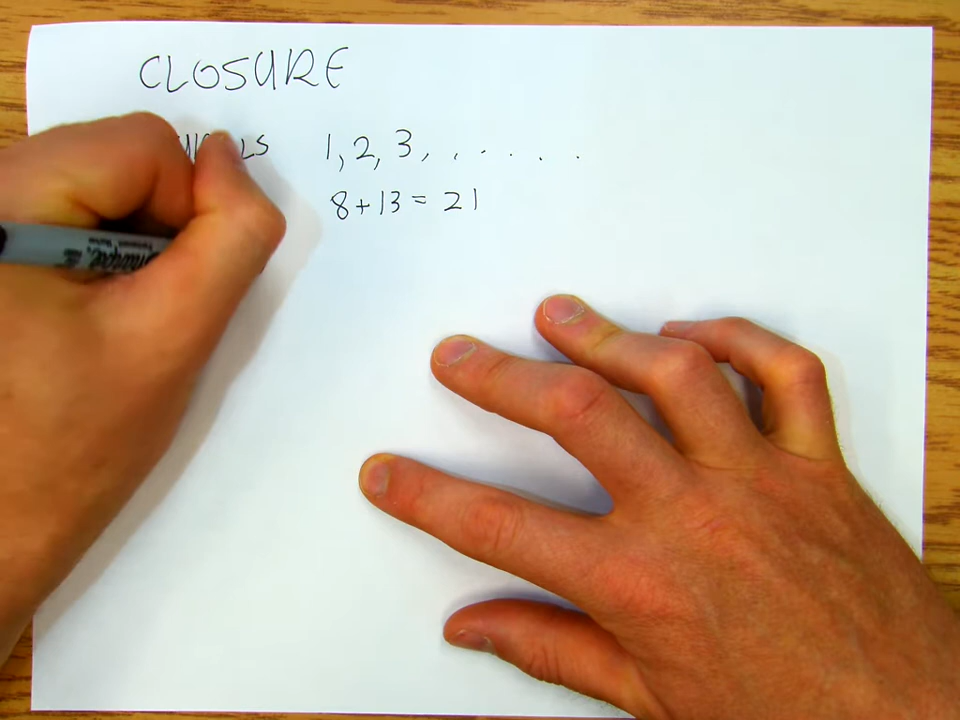 CLOSURE
1, 2, 3, . . . . .
8+13 = 21